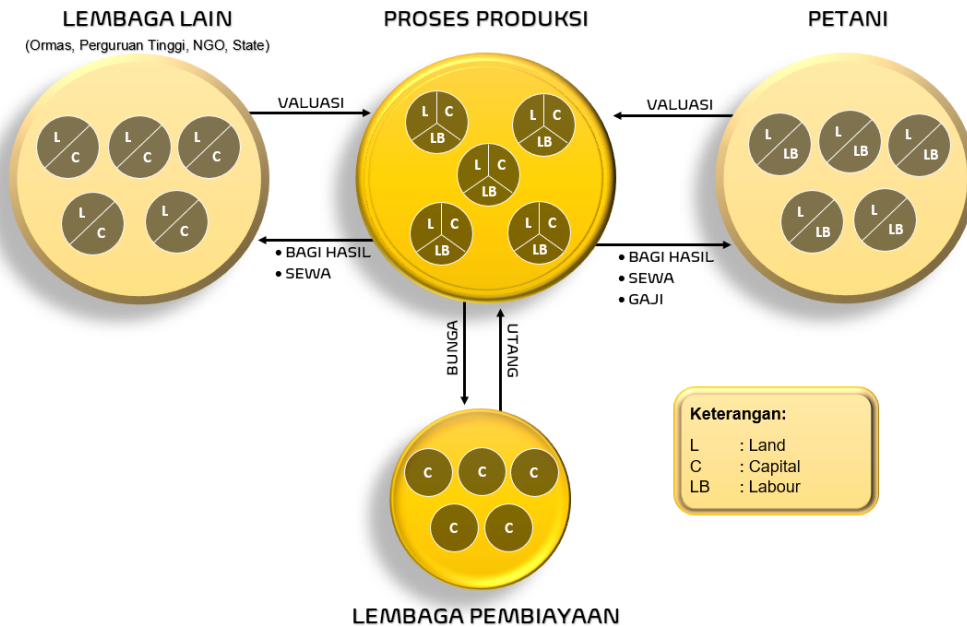 LEMBAGA LAIN
(Ormas, Perguruan Tinggi, NGO, State)
PROSES PRODUKSI
PETANI
VALUASI
VALUASI
L C
L C
L C
L C
L C
L C LB
L C LB
L C LB
L C LB
L C LB
L LB
L LB
L LB
L LB
L LB
• BAGI HASIL
• SEWA
• BAGI HASIL
• SEWA
• GAJI
BUNGA
UTANG
C C C
C C
LEMBAGA PEMBIAYAAN
Keterangan:
L : Land
C : Capital
LB : Labour